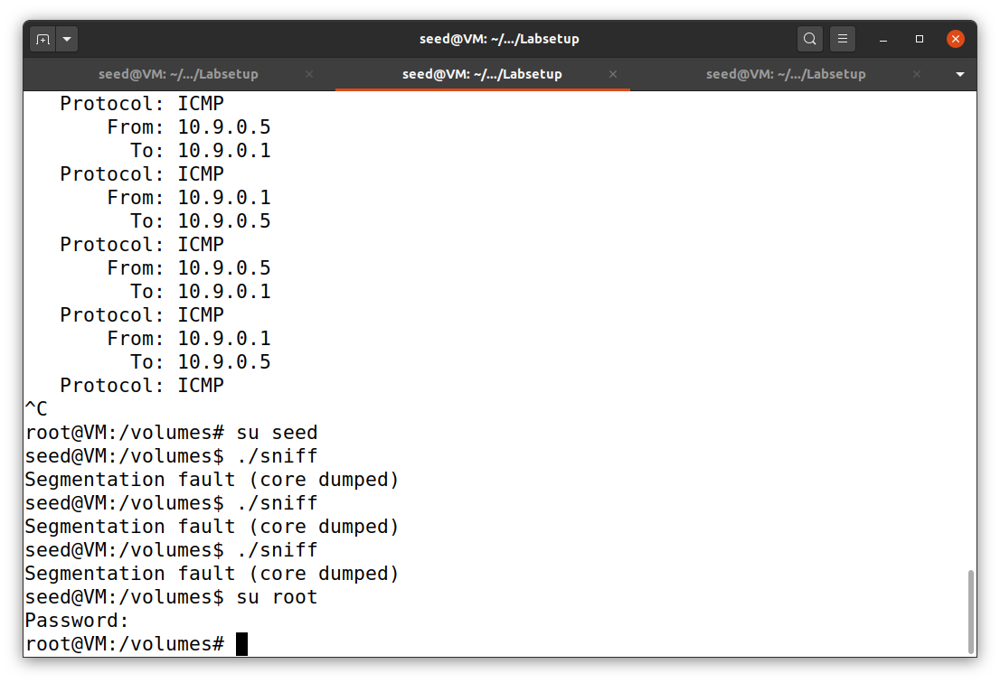 seed@VM: ~/.../Labsetup
seed@VM: ~/.../Labsetup
seed@VM: ~/.../Labsetup
seed@VM: ~/.../Labsetup
Protocol: ICMP
From: 10.9.0.5
To: 10.9.0.1
Protocol: ICMP
From: 10.9.0.1
To: 10.9.0.5
Protocol: ICMP
From: 10.9.0.5
To: 10.9.0.1
Protocol: ICMP
From: 10.9.0.1
To: 10.9.0.5
Protocol: ICMP
^C
root@VM:/volumes# su seed
seed@VM:/volumes$ ./sniff
Segmentation fault (core dumped)
seed@VM:/volumes$ ./sniff
Segmentation fault (core dumped)
seed@VM:/volumes$ ./sniff
Segmentation fault (core dumped)
seed@VM:/volumes$ su root
Password:
root@VM:/volumes#